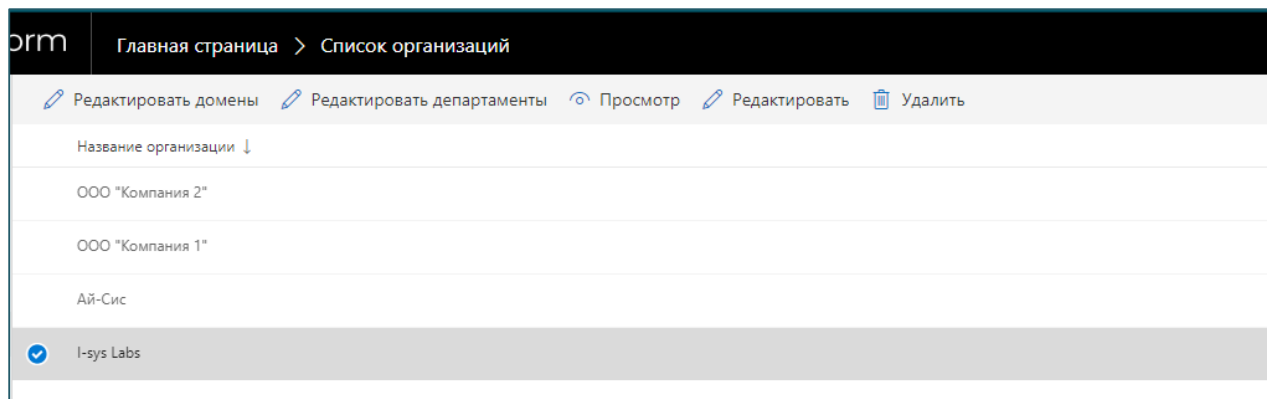 orm Главная страница > Список организаций
Редактировать домены Редактировать департаменты Просмотр Редактировать Удалить
Название организации ↓
ООО "Компания 2"
ООО "Компания 1"
Ай-Сис
I-sys Labs